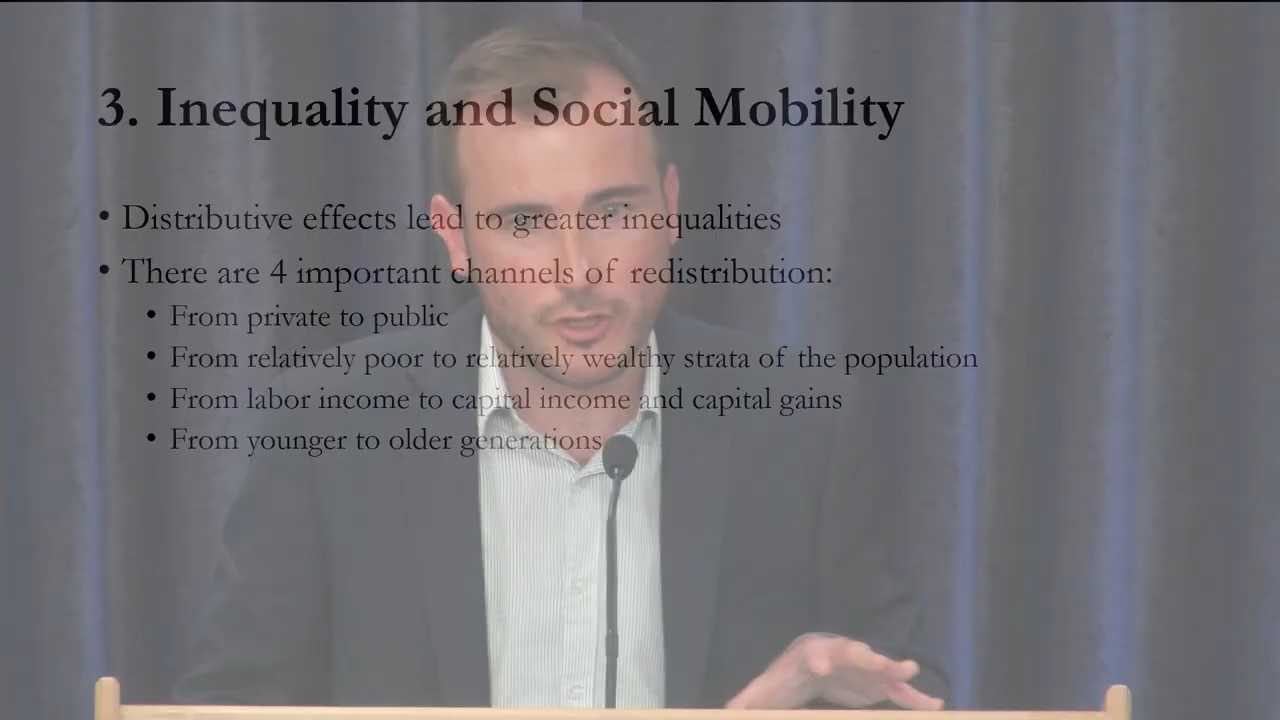 3. Inequality and Social Mobility
• Distributive effects lead to greater inequalities
• There are 4 important channels of redistribution:
• From private to public
• From relatively poor to relatively wealthy strata of the population
• From labor income to capital income and capital gains
• From younger to older generations